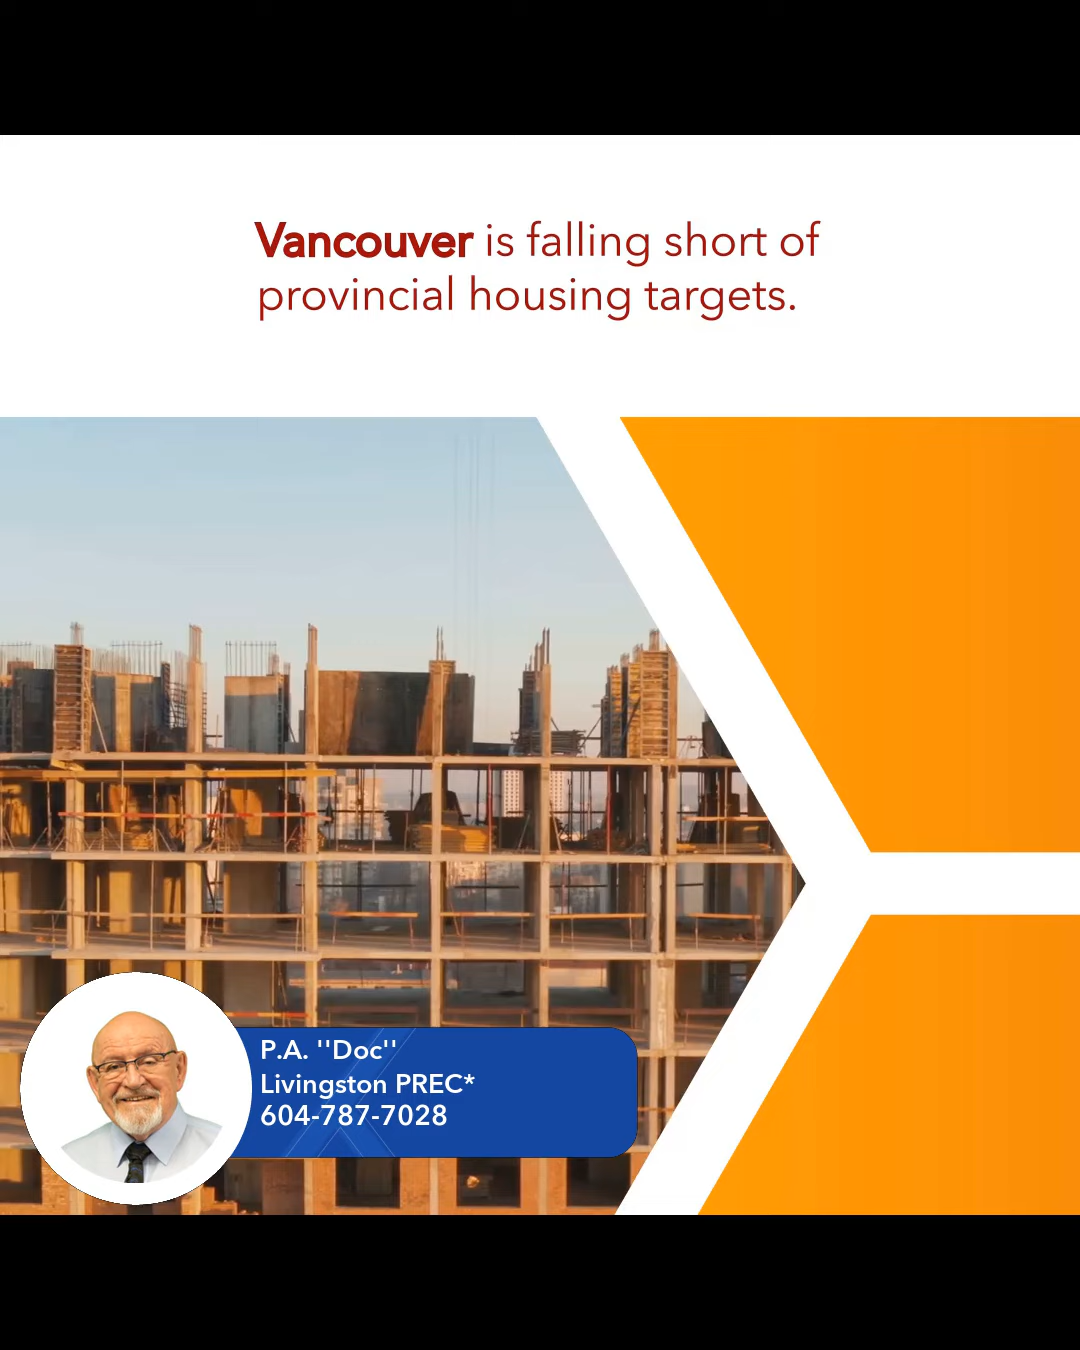 Vancouver is falling short of
provincial housing targets.
P.A. ''Doc''
Livingston PREC*
604-787-7028